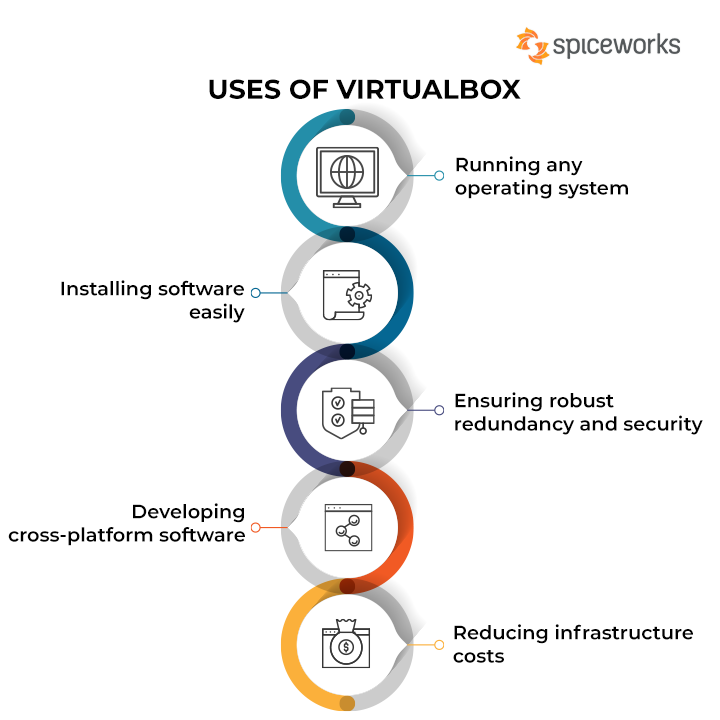 spiceworks
USES OF VIRTUALBOX
Running any
operating system
Installing software
easily
Ensuring robust
redundancy and security
Developing
cross-platform software
$
Reducing infrastructure
costs